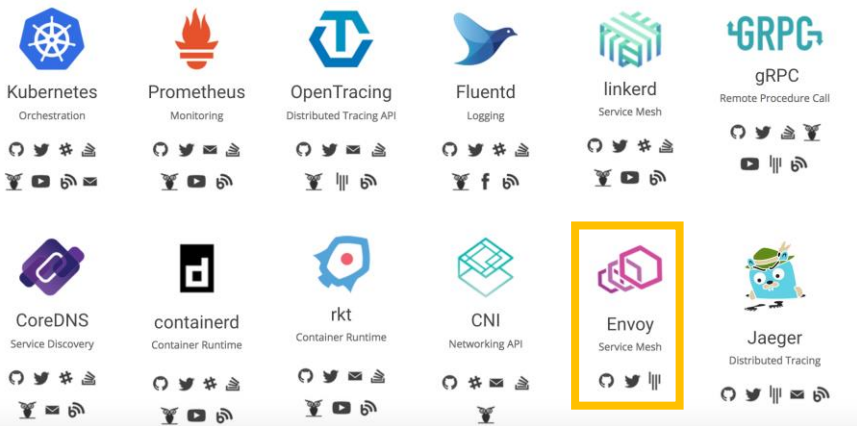 GRPC
Kubernetes
Orchestration
Prometheus
Monitoring
OpenTracing
Distributed Tracing API
Fluentd
Logging
linkerd
Service Mesh
gRPC
Remote Procedure Call
d
CoreDNS
Service Discovery
containerd
Container Runtime
rkt
Container Runtime
CNI
Networking API
Envoy
Service Mesh
Jaeger
Distributed Tracing